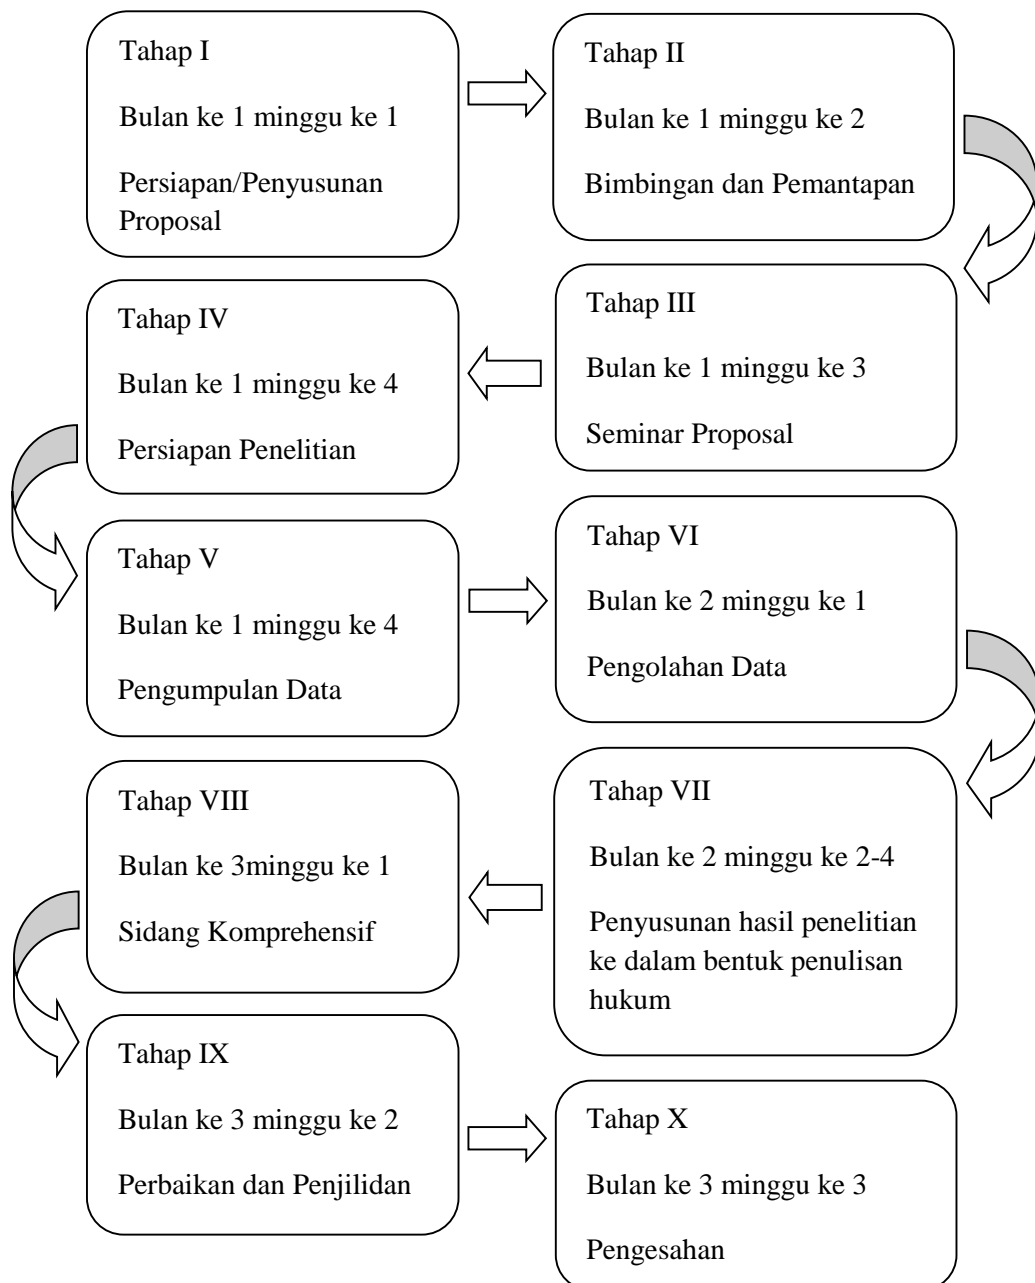 Tahap I
Bulan ke 1 minggu ke 1
Persiapan/Penyusunan
Proposal
Tahap II
Bulan ke 1 minggu ke 2
Bimbingan dan Pemantapan
Tahap III
Bulan ke 1 minggu ke 3
Seminar Proposal
Tahap IV
Bulan ke 1 minggu ke 4
Persiapan Penelitian
Tahap V
Bulan ke 1 minggu ke 4
Pengumpulan Data
Tahap VI
Bulan ke 2 minggu ke 1
Pengolahan Data
Tahap VII
Bulan ke 2 minggu ke 2-4
Penyusunan hasil penelitian
ke dalam bentuk penulisan
hukum
Tahap VIII
Bulan ke 3minggu ke 1
Sidang Komprehensif
Tahap IX
Bulan ke 3 minggu ke 2
Perbaikan dan Penjilidan
Tahap X
Bulan ke 3 minggu ke 3
Pengesahan